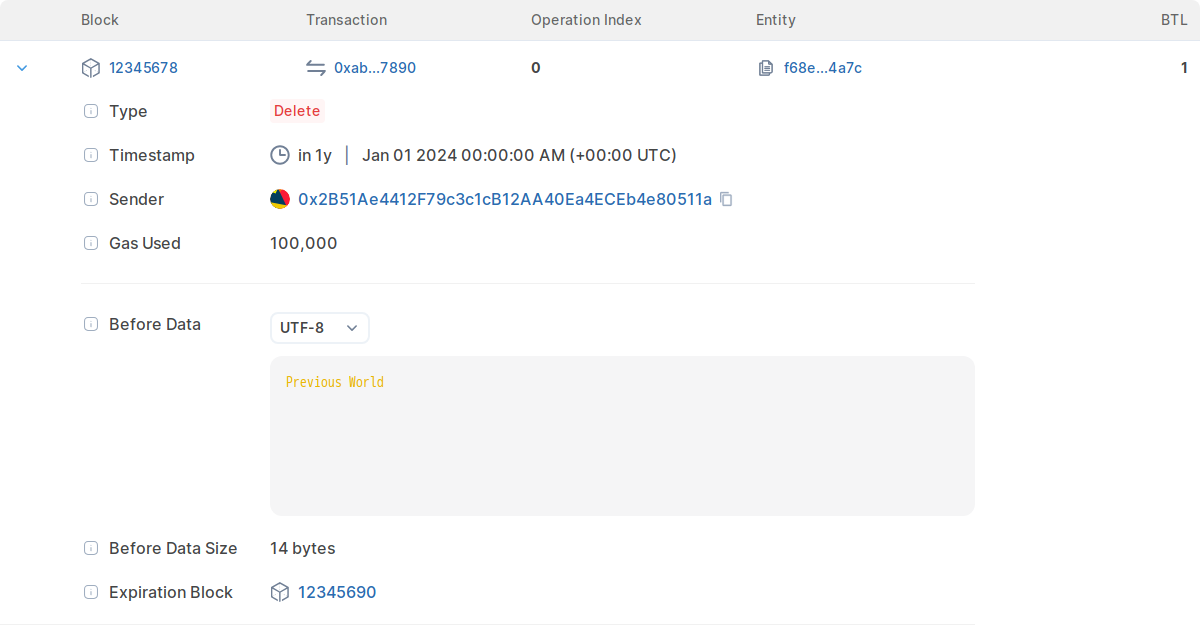 Block Transaction Operation Index Entity BTL
12345678 0xab...7890 0 f68e...4a7c 1
Type Delete
Timestamp in 1y | Jan 01 2024 00:00:00 AM (+00:00 UTC)
Sender 0x2B51Ae4412F79c3c1cB12AA40Ea4ECEb4e80511a
Gas Used 100,000
Before Data UTF-8
Previous World
Before Data Size 14 bytes
Expiration Block 12345690